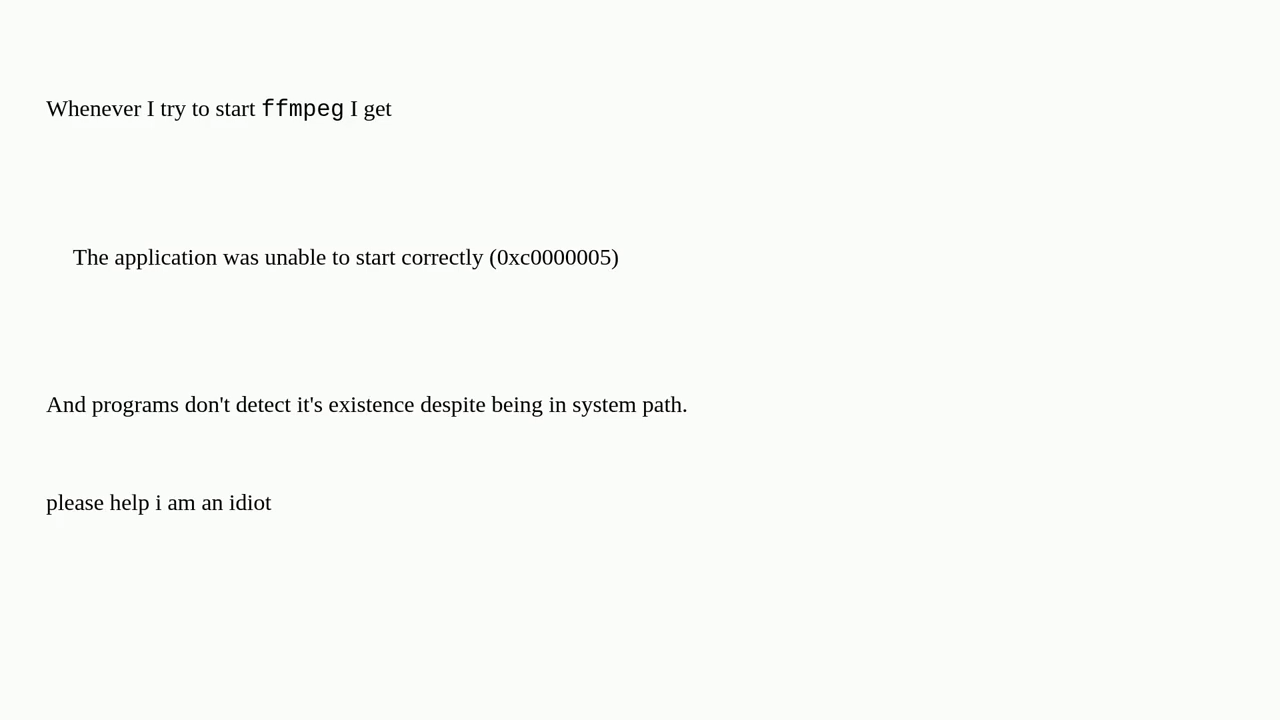 Whenever I try to start ffmpeg I get
The application was unable to start correctly (0xc0000005)
And programs don't detect it's existence despite being in system path.
please help i am an idiot